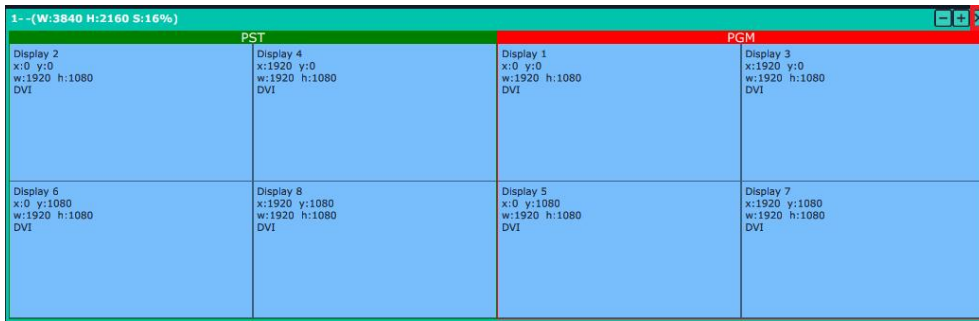 1--(W:3840 H:2160 S:16%)
PST
PGM
Display 2
x:0 y:0
w:1920 h:1080
DVI
Display 4
x:1920 y:0
w:1920 h:1080
DVI
Display 1
x:0 y:0
w:1920 h:1080
DVI
Display 3
x:1920 y:0
w:1920 h:1080
DVI
Display 6
x:0 y:1080
w:1920 h:1080
DVI
Display 8
x:1920 y:1080
w:1920 h:1080
DVI
Display 5
x:0 y:1080
w:1920 h:1080
DVI
Display 7
x:1920 y:1080
w:1920 h:1080
DVI